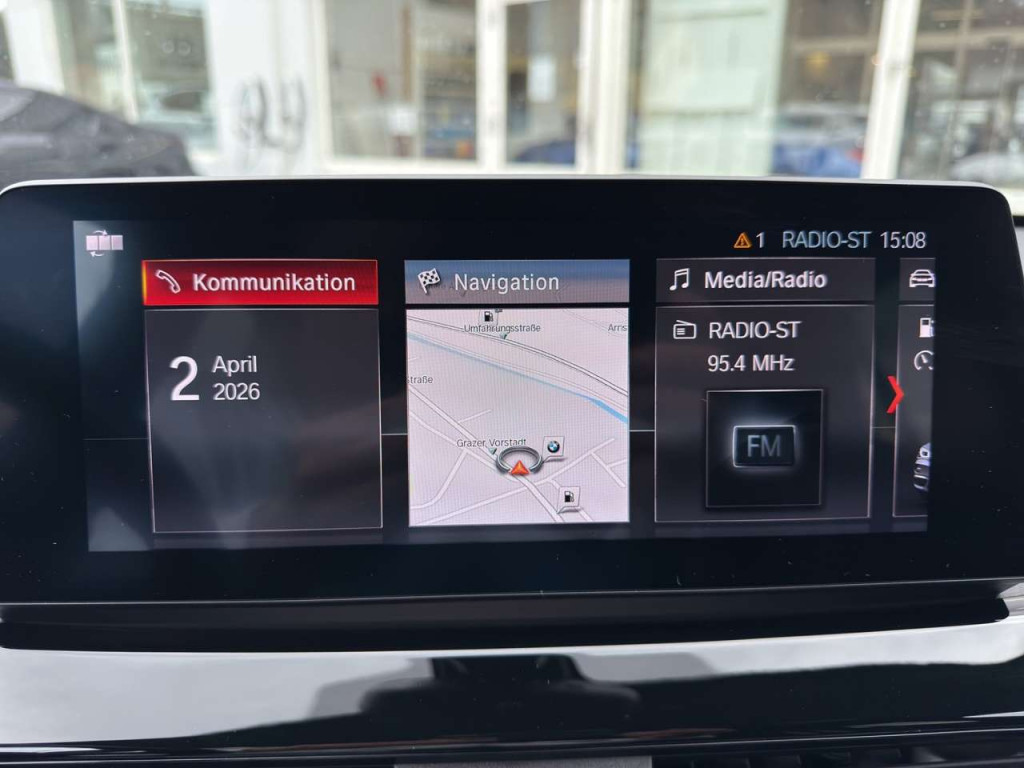 1 RADIO-ST 15:08
Kommunikation
2 April
2026
Navigation
Umfahrungsstraße
Arns
straße
Grazer Vorstadt
Media/Radio
RADIO-ST
95.4 MHz
FM